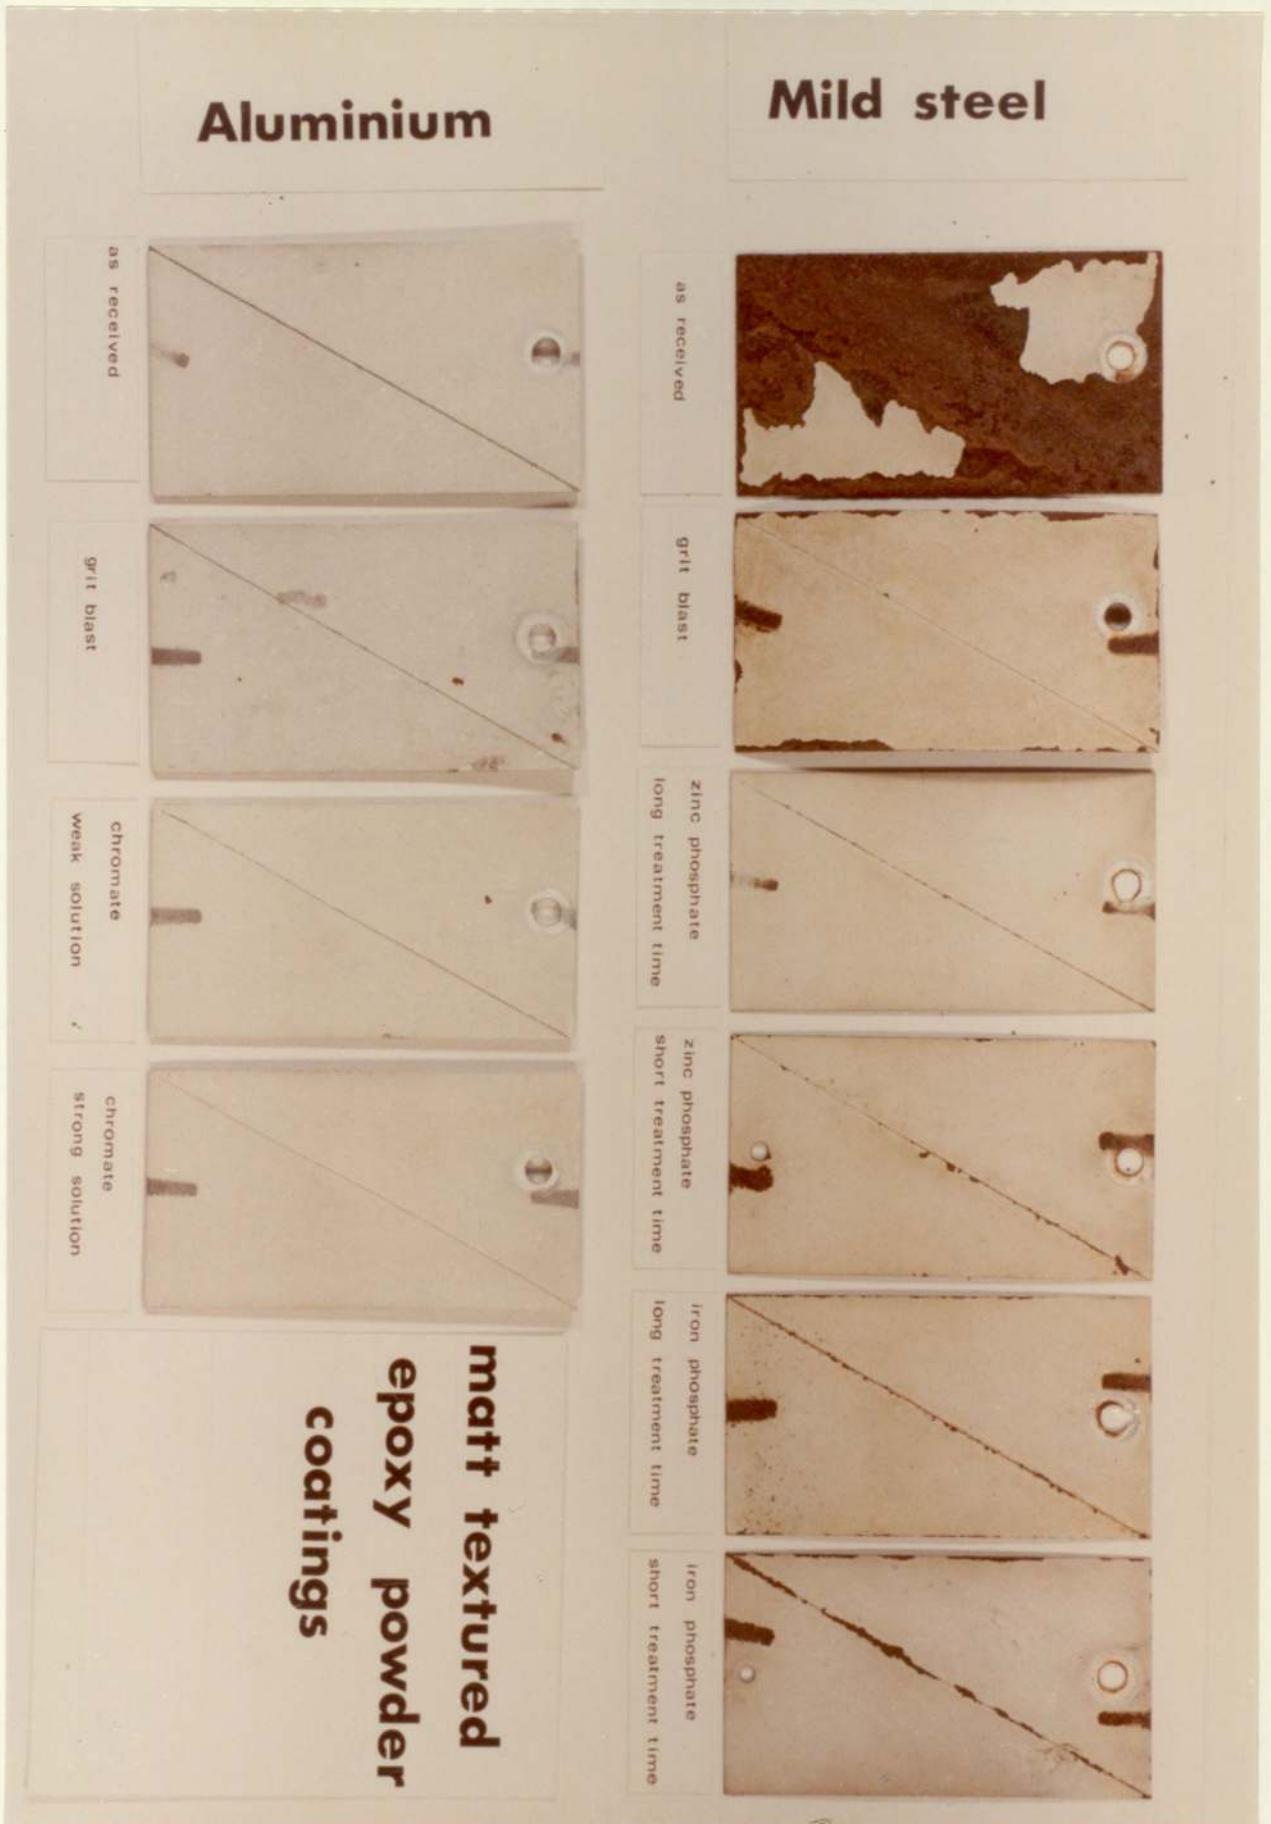 Aluminium
Mild steel
as received
grit blast
chromate
weak solution
chromate
strong solution
as received
grit blast
zinc phosphate
long treatment time
zinc phosphate
short treatment time
iron phosphate
long treatment time
iron phosphate
short treatment time
matt textured
epoxy powder
coatings